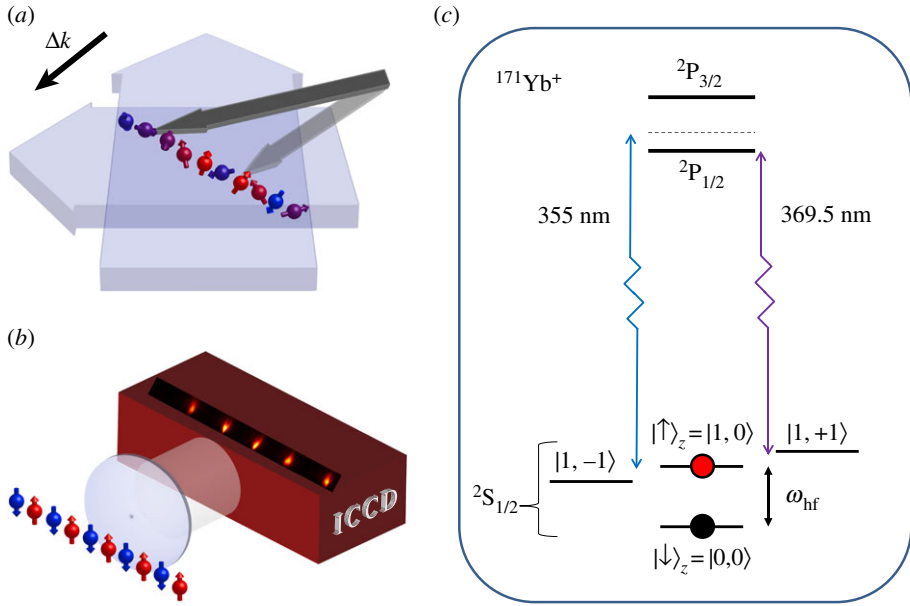 (a)
Δk
(b)
ICCD
(c)
¹⁷¹Yb⁺
²P₃/₂
²P₁/₂
355 nm
369.5 nm
|↑⟩z=|1, 0⟩
|1, +1⟩
|1, −1⟩
²S₁/₂
ωhf
|↓⟩z=|0,0⟩